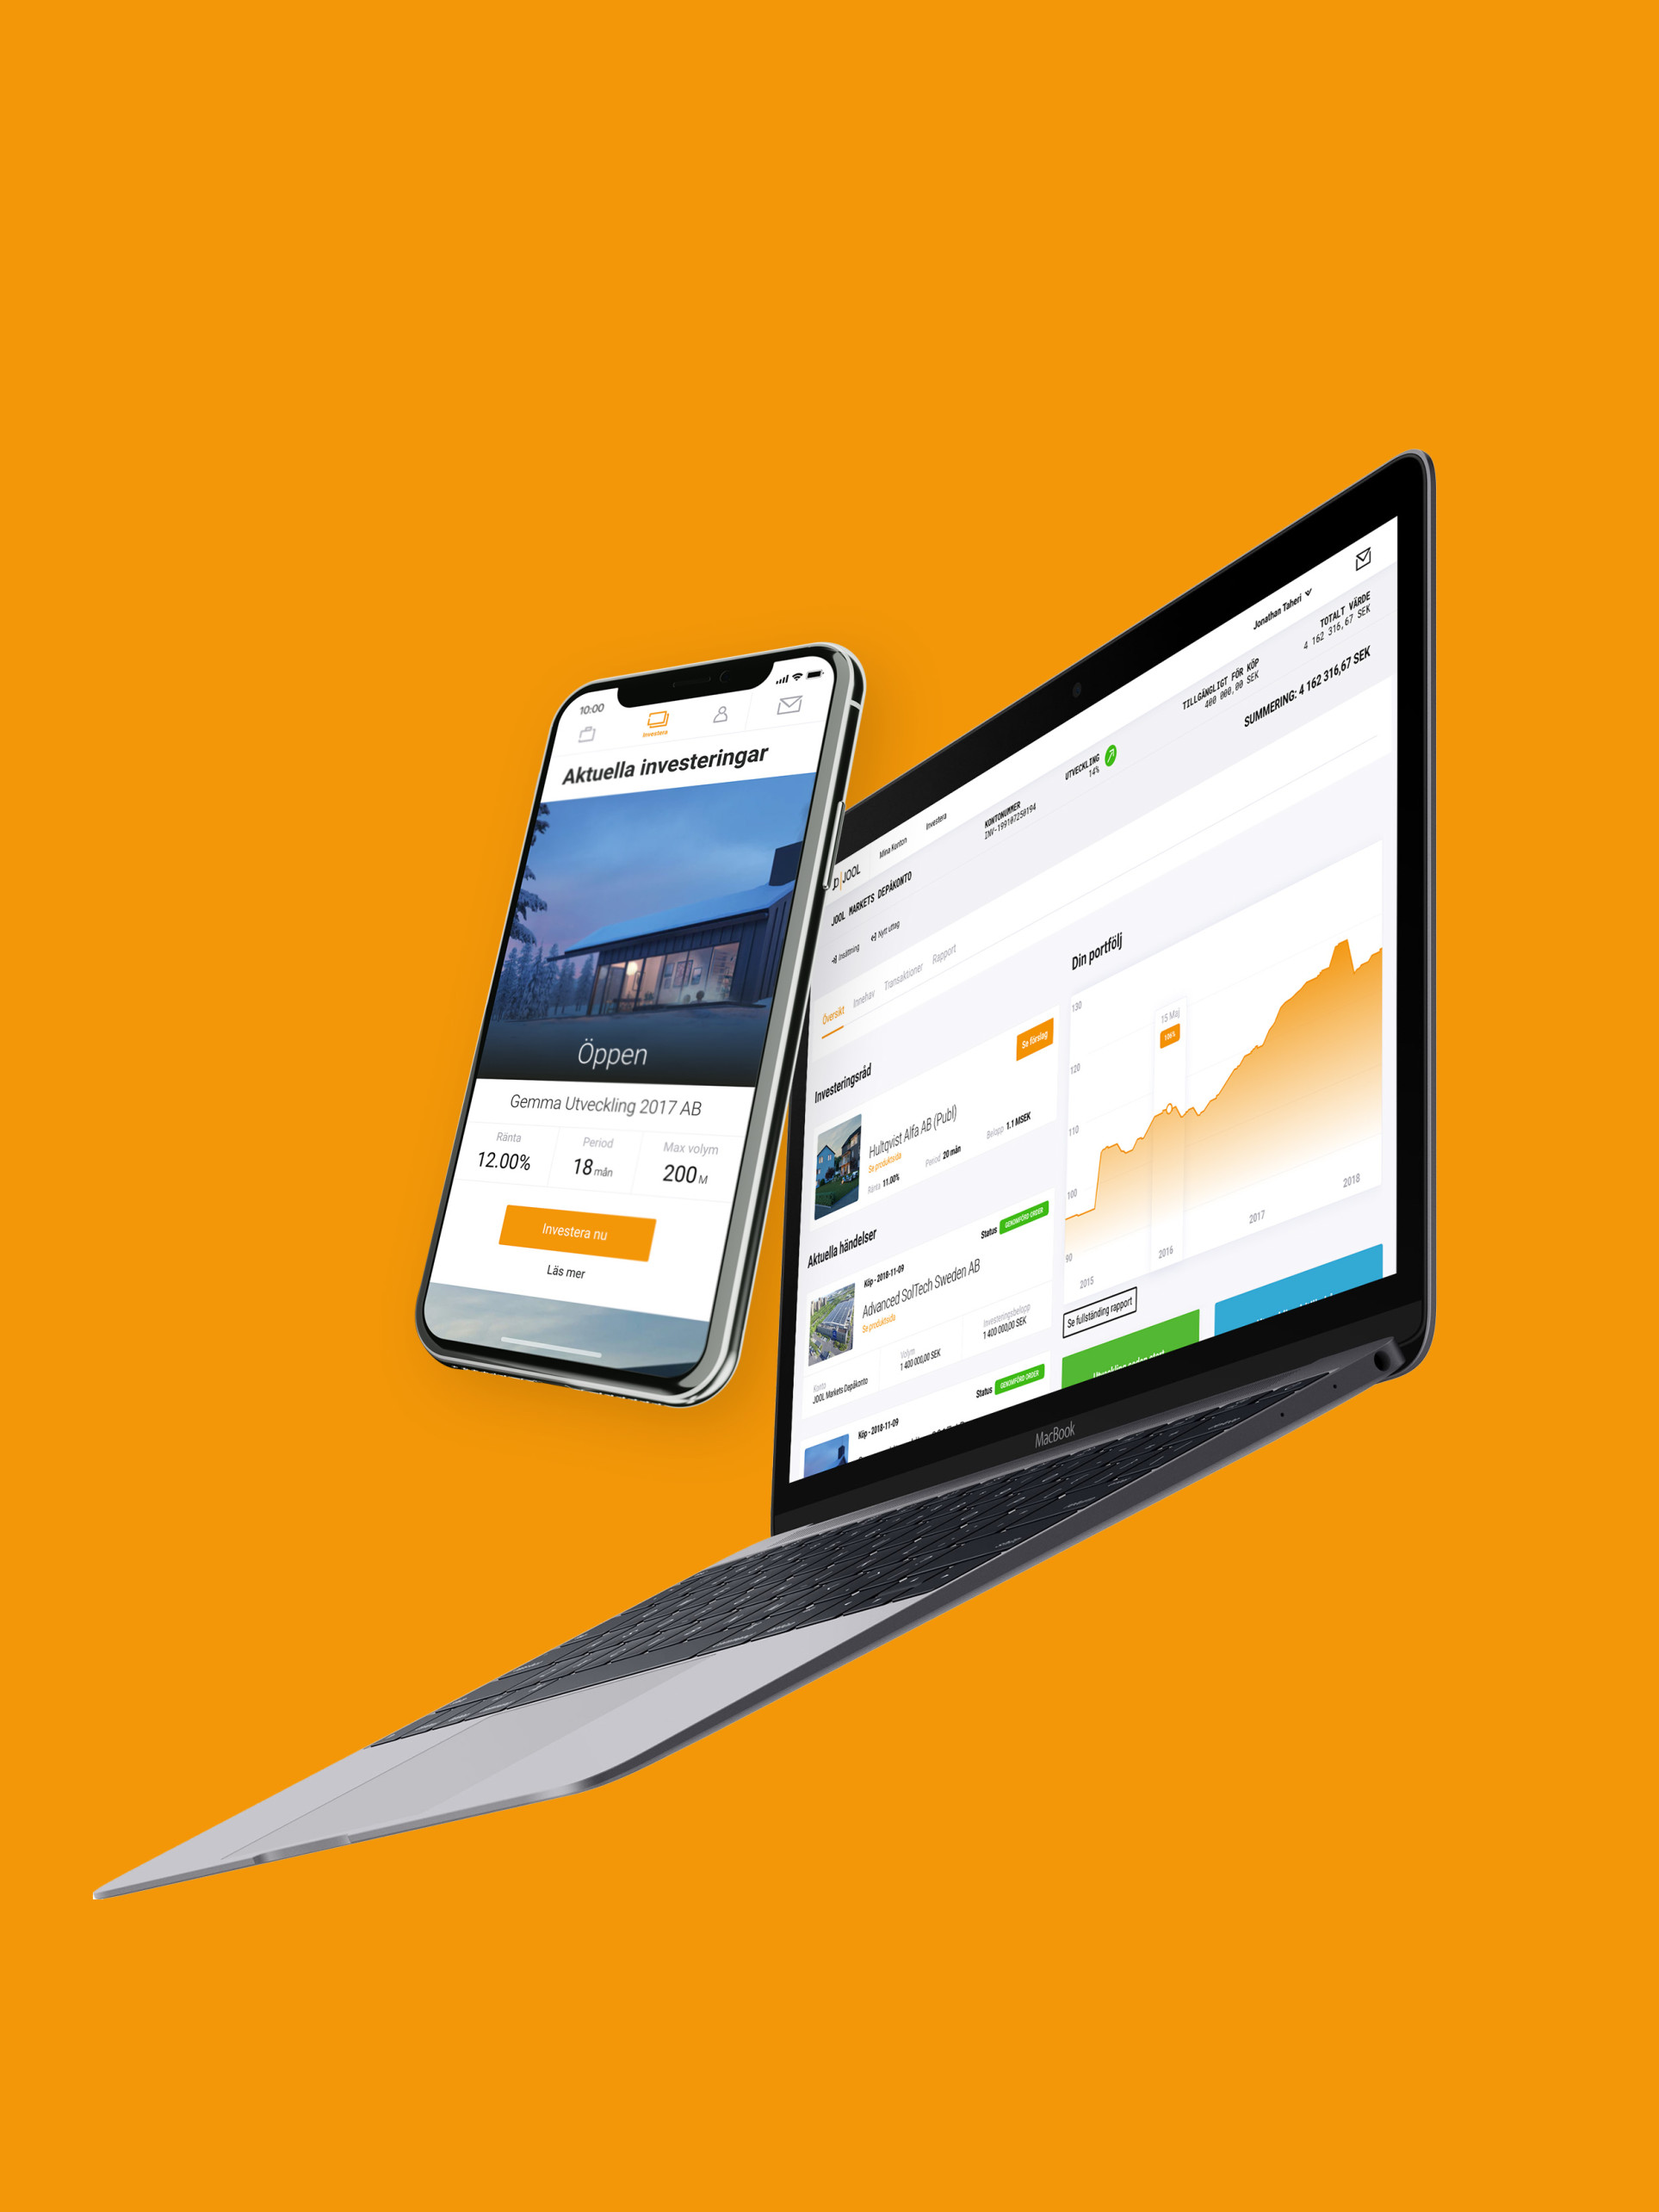 10:00
Investera
Aktuella investeringar
Öppen
Gemma Utveckling 2017 AB
Ränta
12.00%
Period
18 mån
Max volym
200 M
Investera nu
Läs mer
JOOL
Mina Konton
Investera
Jonathan Taheri
JOOL MARKETS DEPÅKONTO
KONTONUMMER
INV-199107250194
UTVECKLING
14%
TILLGÄNGLIGT FÖR KÖP
400 000,00 SEK
TOTALT VÄRDE
4 162 316,67 SEK
Insättning
Nytt uttag
SUMMERING: 4 162 316,67 SEK
Översikt
Innehav
Transaktioner
Rapport
Investeringsråd
Se förslag
Hultqvist Alfa AB (Publ)
Se produktsida
Ränta 11.00%
Period 20 mån
Belopp 1.1 MSEK
Aktuella händelser
Köp - 2018-11-09
Status GENOMFÖRD ORDER
Advanced SolTech Sweden AB
Se produktsida
Konto
JOOL Markets Depåkonto
Volym
1 400 000,00 SEK
Investeringsbelopp
1 400 000,00 SEK
Köp - 2018-11-09
Status GENOMFÖRD ORDER
Din portfölj
130
120
110
100
90
15 Maj
106%
2015
2016
2017
2018
Se fullständing rapport
MacBook